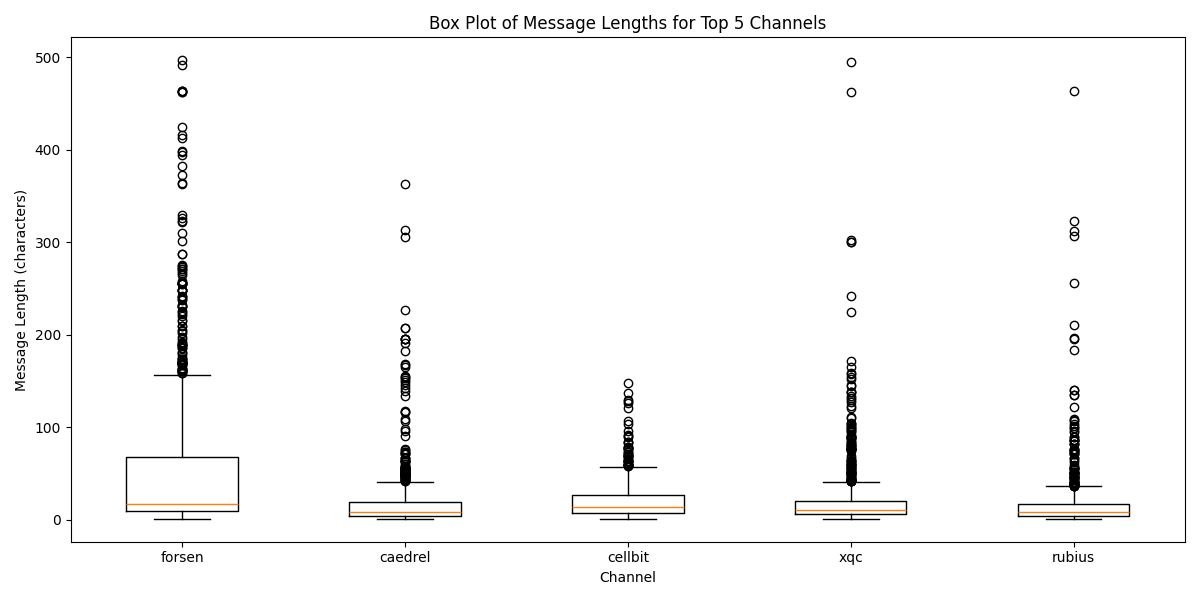 Box Plot of Message Lengths for Top 5 Channels
500
400
300
200
100
0
Message Length (characters)
forsen caedrel cellbit xqc rubius
Channel